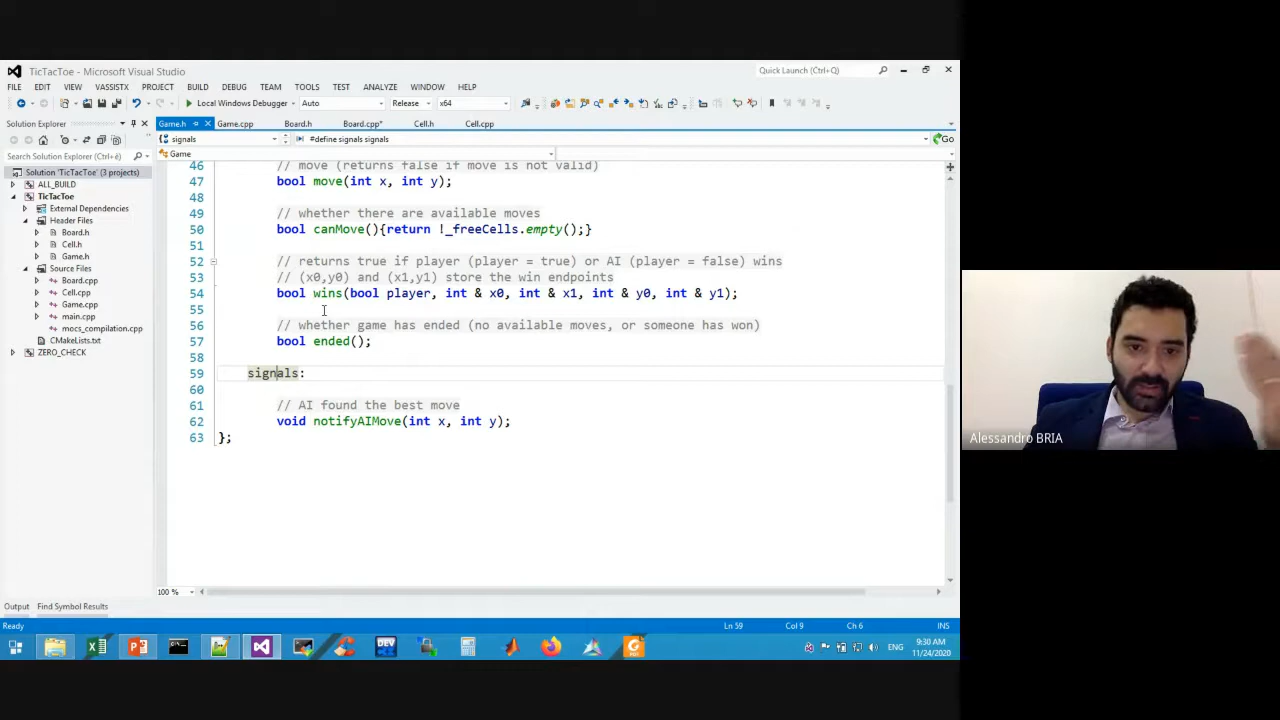 TicTacToe - Microsoft Visual Studio
Quick Launch (Ctrl+Q)
FILE EDIT VIEW VASSISTX PROJECT BUILD DEBUG TEAM TOOLS TEST ANALYZE WINDOW HELP
Local Windows Debugger Auto Release x64
Solution Explorer
Game.h Game.cpp Board.h Board.cpp* Cell.h Cell.cpp
signals #define signals signals Go
Game
Search Solution Explorer (Ctrl+è)
Solution 'TicTacToe' (3 projects)
ALL_BUILD
TicTacToe
External Dependencies
Header Files
Board.h
Cell.h
Game.h
Source Files
Board.cpp
Cell.cpp
Game.cpp
main.cpp
mocs_compilation.cpp
CMakeLists.txt
ZERO_CHECK
46 // move (returns false if move is not valid)
47 bool move(int x, int y);
48
49 // whether there are available moves
50 bool canMove(){return !_freeCells.empty();}
51
52 // returns true if player (player = true) or AI (player = false) wins
53 // (x0,y0) and (x1,y1) store the win endpoints
54 bool wins(bool player, int & x0, int & x1, int & y0, int & y1);
55
56 // whether game has ended (no available moves, or someone has won)
57 bool ended();
58
59 signals:
60
61 // AI found the best move
62 void notifyAIMove(int x, int y);
63 };
100 %
Output Find Symbol Results
Ready Ln 59 Col 9 Ch 6 INS
DEV
PDF
ENG
9:30 AM
11/24/2020
Alessandro BRIA